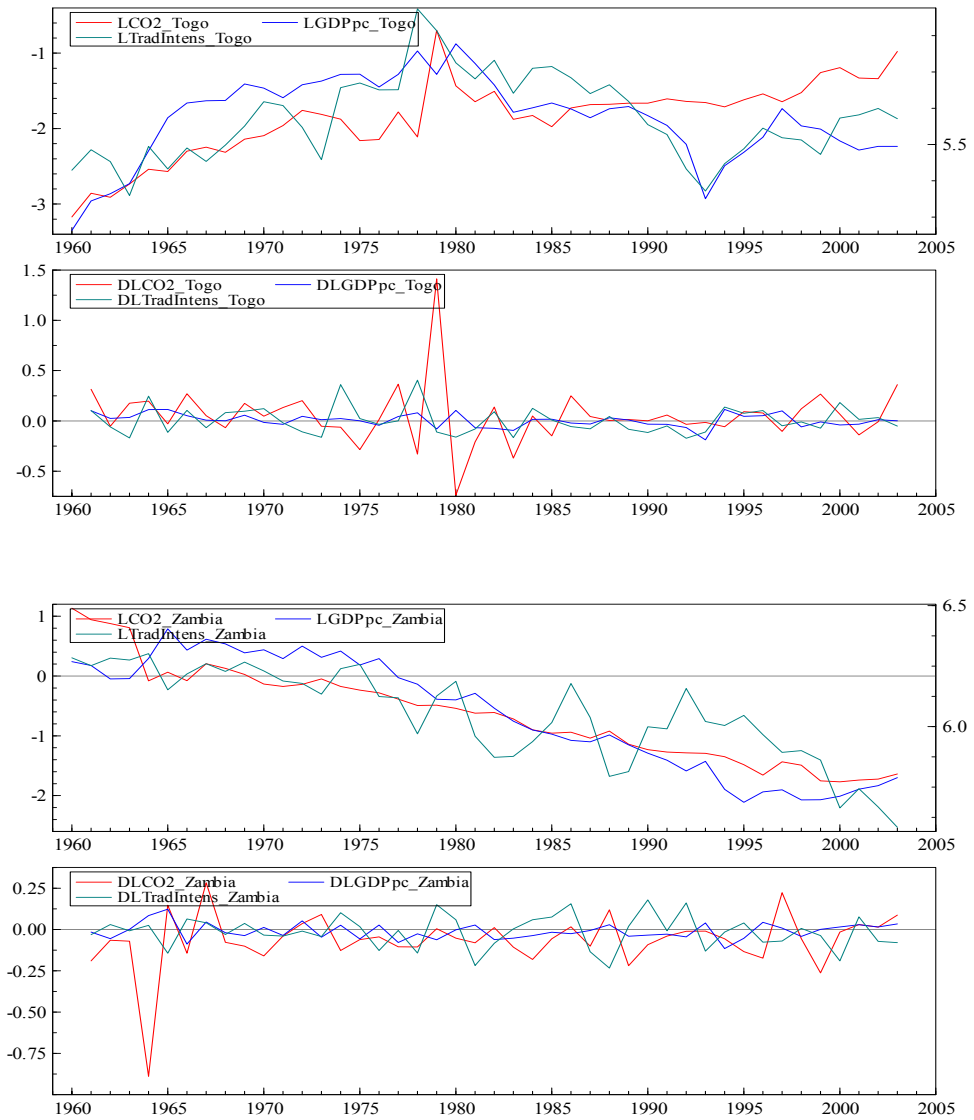 LCO2_Togo LGDPpc_Togo
LTradIntens_Togo
-1
-2
5.5
-3
1960 1965 1970 1975 1980 1985 1990 1995 2000 2005
1.5
DLCO2_Togo DLGDPpc_Togo
DLTradIntens_Togo
1.0
0.5
0.0
-0.5
1960 1965 1970 1975 1980 1985 1990 1995 2000 2005
6.5
LCO2_Zambia LGDPpc_Zambia
1
LTradIntens_Zambia
0
6.0
-1
-2
1960 1965 1970 1975 1980 1985 1990 1995 2000 2005
DLCO2_Zambia DLGDPpc_Zambia
0.25
DLTradIntens_Zambia
0.00
-0.25
-0.50
-0.75
1960 1965 1970 1975 1980 1985 1990 1995 2000 2005